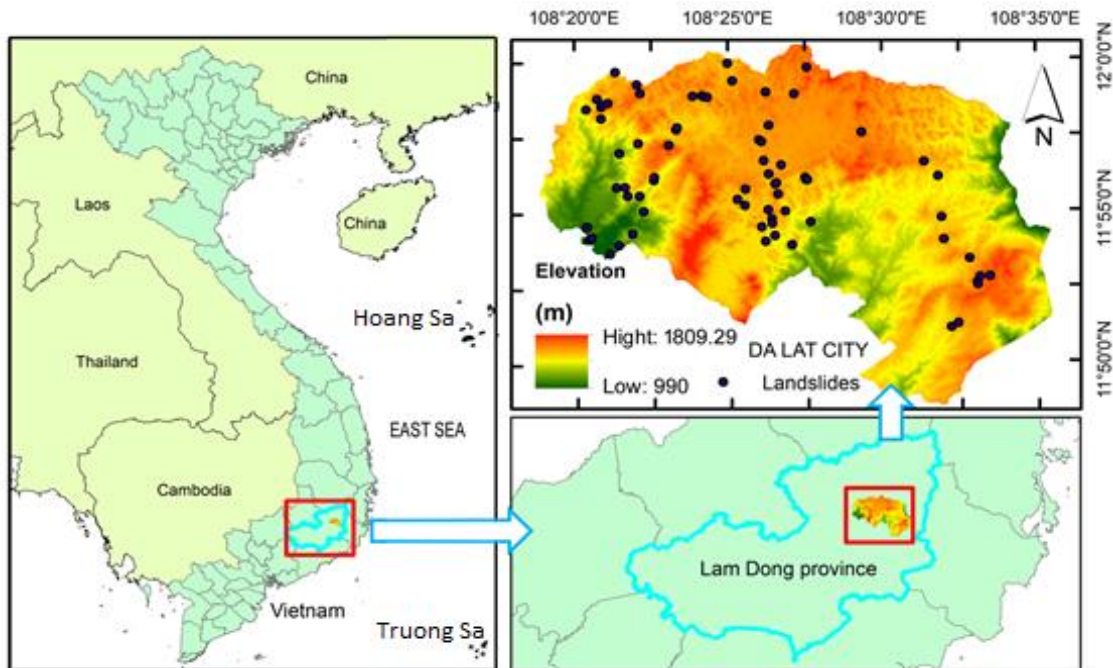 China
Laos
China
Hoang Sa
Thailand
EAST SEA
Cambodia
Vietnam
Truong Sa
108°20'0"E 108°25'0"E 108°30'0"E 108°35'0"E
12°0'0"N
11°55'0"N
11°50'0"N
N
Elevation
(m)
Hight: 1809.29
Low: 990
DA LAT CITY
Landslides
Lam Dong province